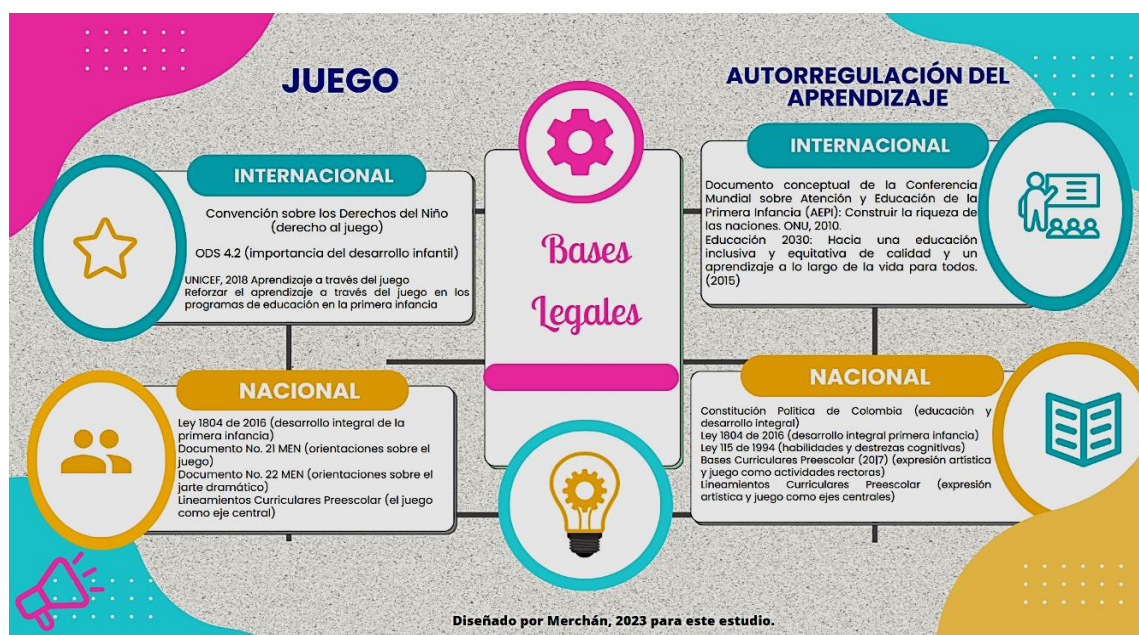 JUEGO
INTERNACIONAL
Convención sobre los Derechos del Niño
(derecho al juego)
ODS 4.2 (importancia del desarrollo infantil)
UNICEF, 2018 Aprendizaje a través del juego
Reforzar el aprendizaje a través del juego en los
programas de educación en la primera infancia
NACIONAL
Ley 1804 de 2016 (desarrollo integral de la
primera infancia)
Documento No. 21 MEN (orientaciones sobre el
juego)
Documento No. 22 MEN (orientaciones sobre el
jante dramático)
Lineamientos Curriculares Preescolar (el juego
como eje central)
Bases
Legales
AUTORREGULACIÓN DEL
APRENDIZAJE
INTERNACIONAL
Documento conceptual de la Conferencia
Mundial sobre Atención y Educación de la
Primera Infancia (AEPI): Construir la riqueza de
las naciones. ONU, 2010.
Educación 2030: Hacia una educación
inclusiva y equitativa de calidad y un
aprendizaje a lo largo de la vida para todos.
(2015)
NACIONAL
Constitución Política de Colombia (educación y
desarrollo integral)
Ley 1804 de 2016 (desarrollo integral primera infancia)
Ley 115 de 1994 (habilidades y destrezas cognitivas)
Bases Curriculares Preescolar (2017) (expresión artística
y juego como actividades rectoras)
Lineamientos Curriculares Preescolar (expresión
artística y juego como ejes centrales)
Diseñado por Merchán, 2023 para este estudio.